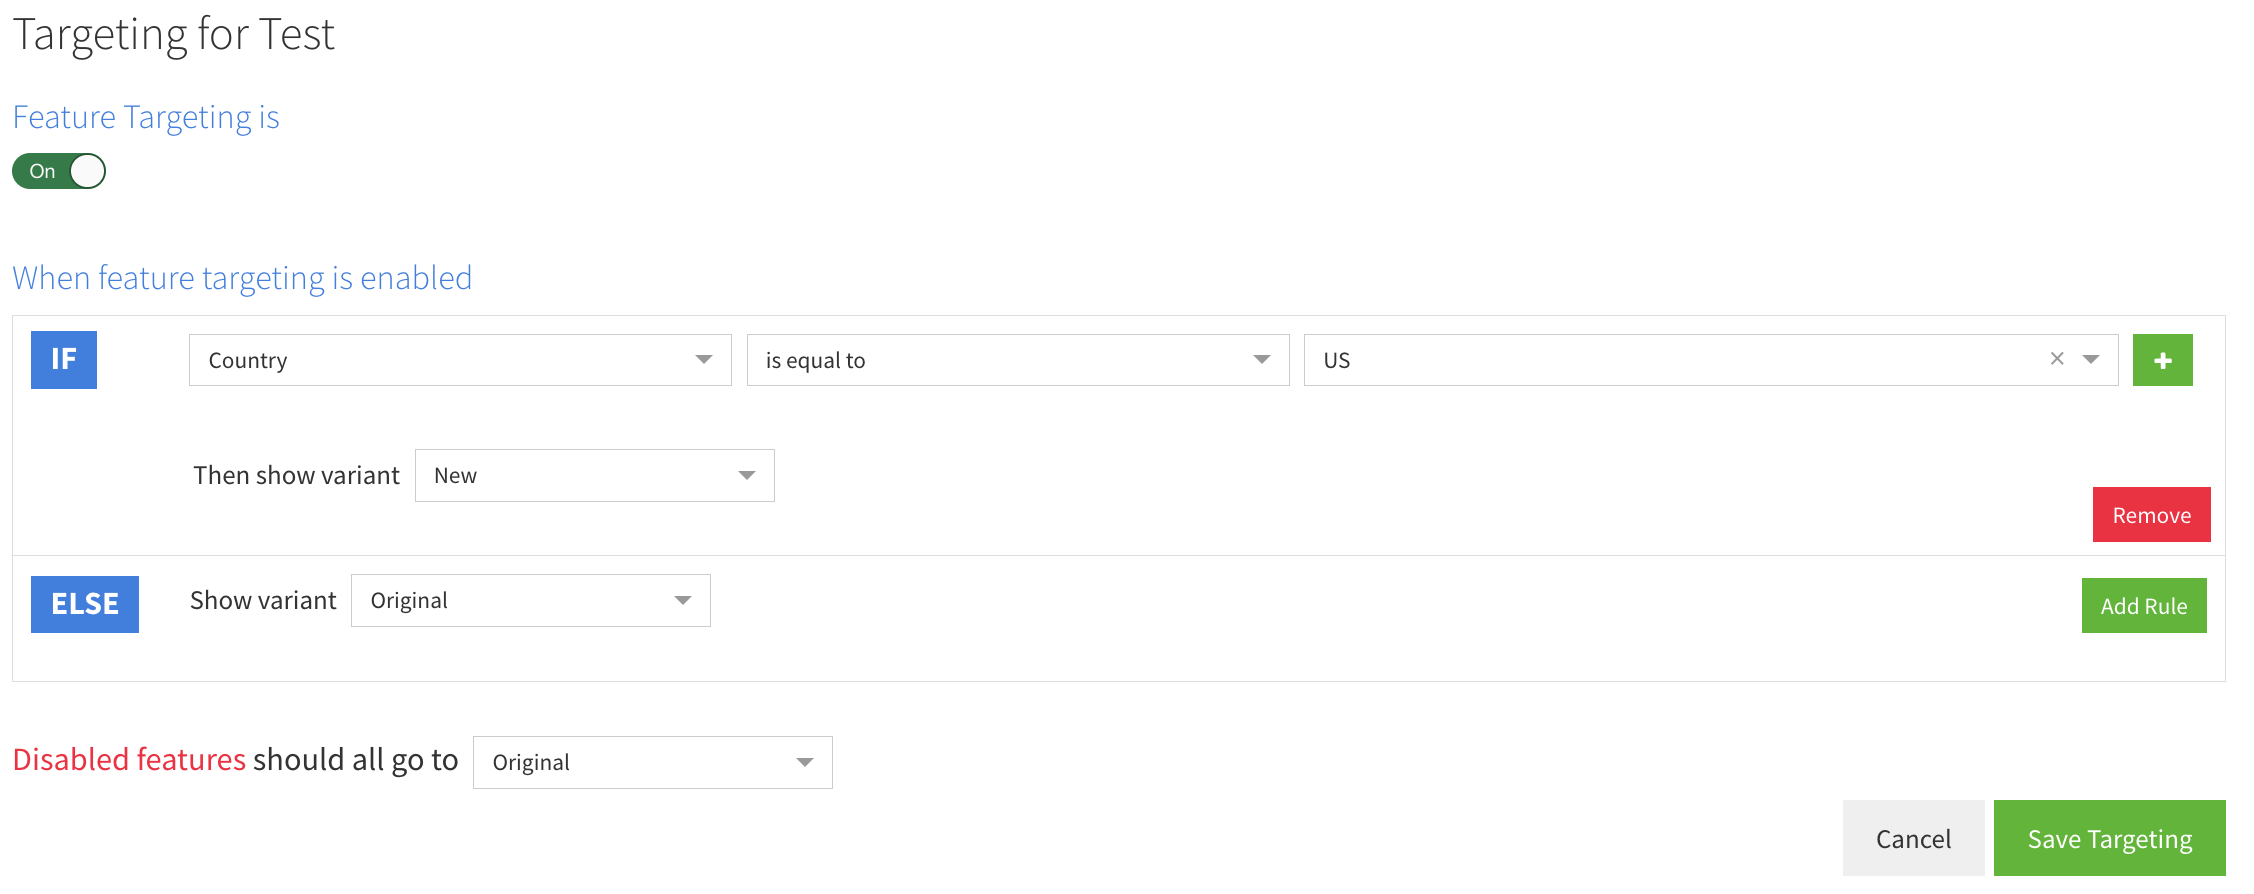 Targeting for Test
Feature Targeting is
On
When feature targeting is enabled
IF Country is equal to US × +
Then show variant New
Remove
ELSE Show variant Original Add Rule
Disabled features should all go to Original
Cancel Save Targeting